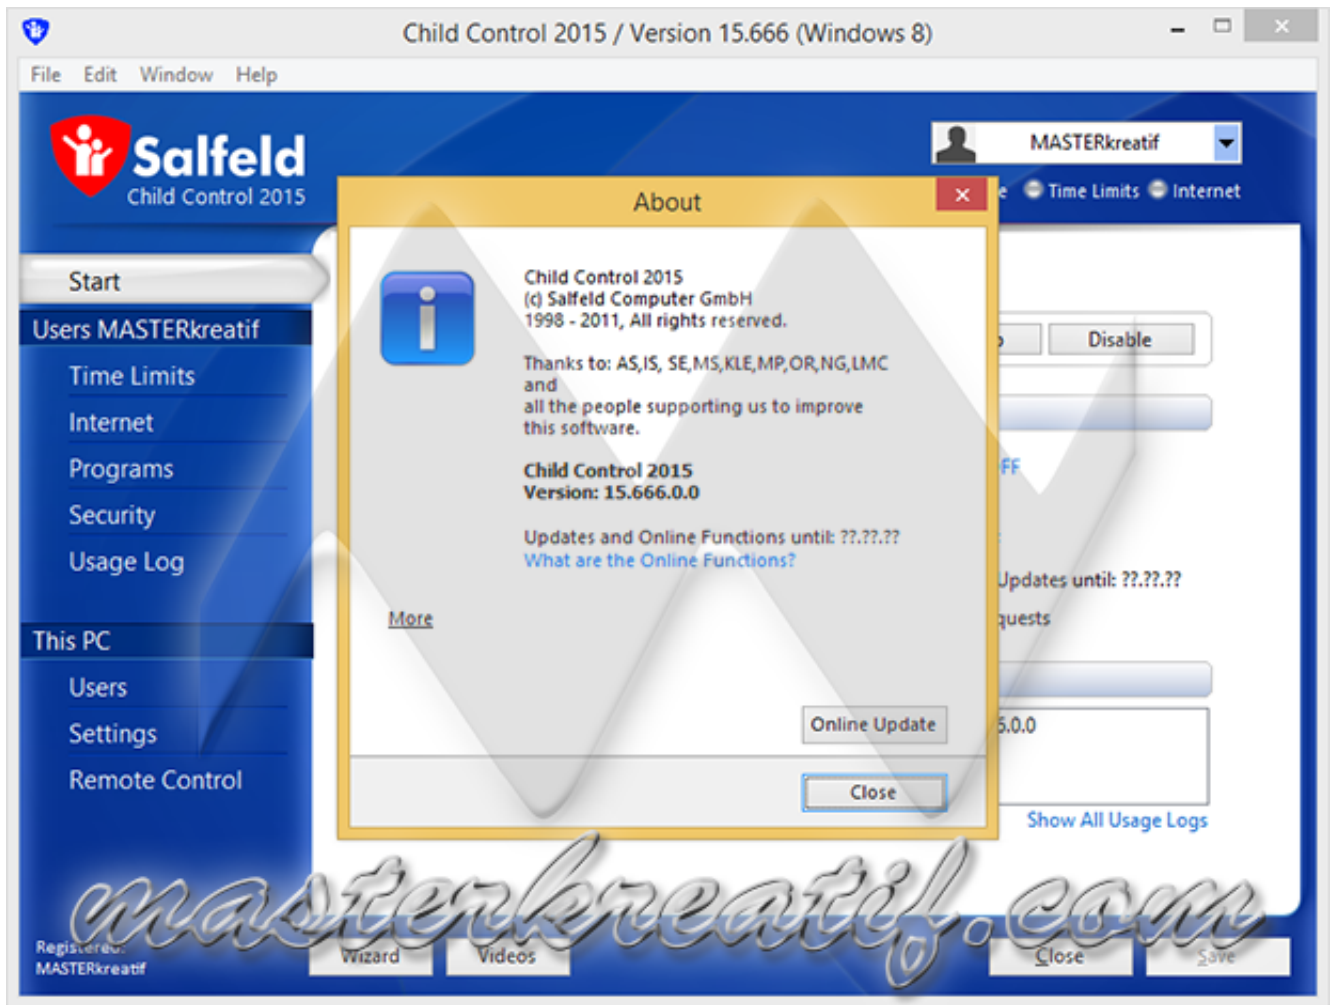 Child Control 2015 / Version 15.666 (Windows 8)
File Edit Window Help
Salfeld
Child Control 2015
MASTERkreatif
Time Limits Internet
About
Start
Users MASTERkreatif
Time Limits
Internet
Programs
Security
Usage Log
This PC
Users
Settings
Remote Control
Child Control 2015
(c) Salfeld Computer GmbH
1998 - 2011, All rights reserved.
Thanks to: AS,IS, SE,MS,KLE,MP,OR,NG,LMC
and
all the people supporting us to improve
this software.
Child Control 2015
Version: 15.666.0.0
Updates and Online Functions until: ??.??.??
What are the Online Functions?
More
Online Update
Close
Disable
Updates until: ??.??.??
Show All Usage Logs
masterkreatif.com
Registered:
MASTERkreatif
Wizard Videos Close Save